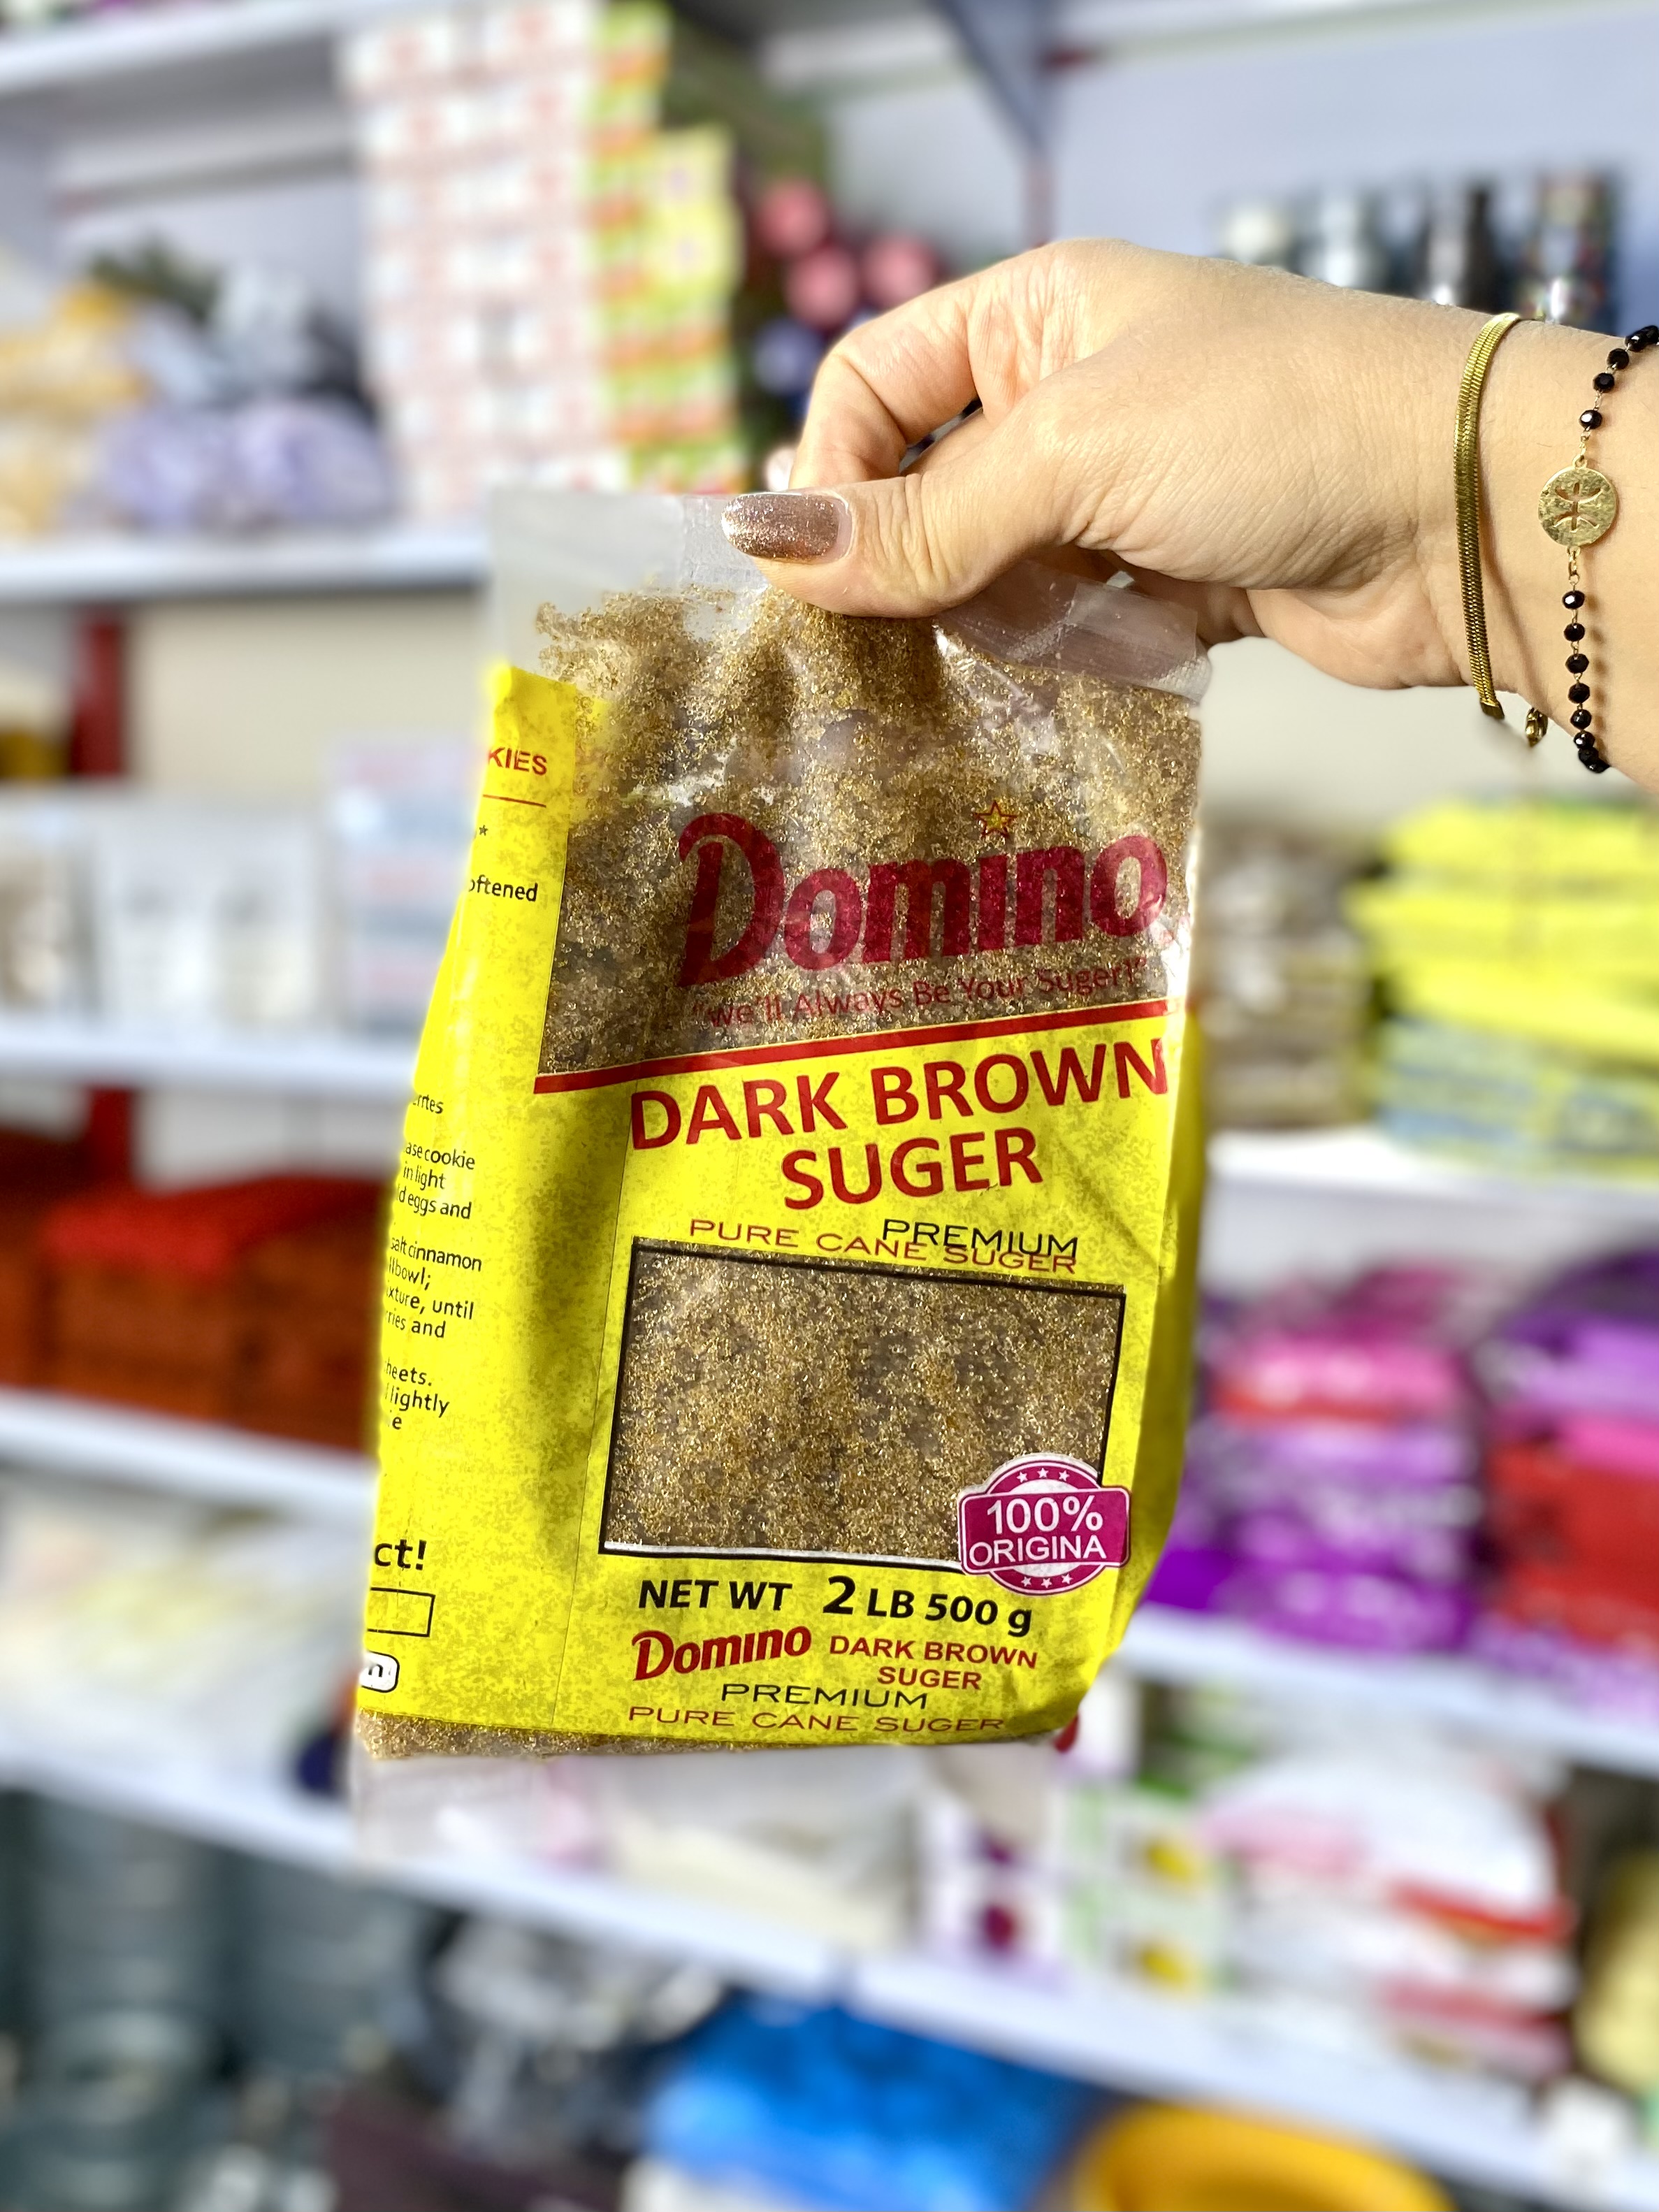 Domino
"we'll Always Be Your Suger!"
DARK BROWN
SUGER
PREMIUM
PURE CANE SUGER
100%
ORIGINA
NET WT 2 LB 500 g
Domino DARK BROWN
SUGER
PREMIUM
PURE CANE SUGER
KIES
*
oftened
ase cookie
in light
d eggs and
salt cinnamon
lbowl;
xture, until
ries and
heets.
lightly
e
ct!
n